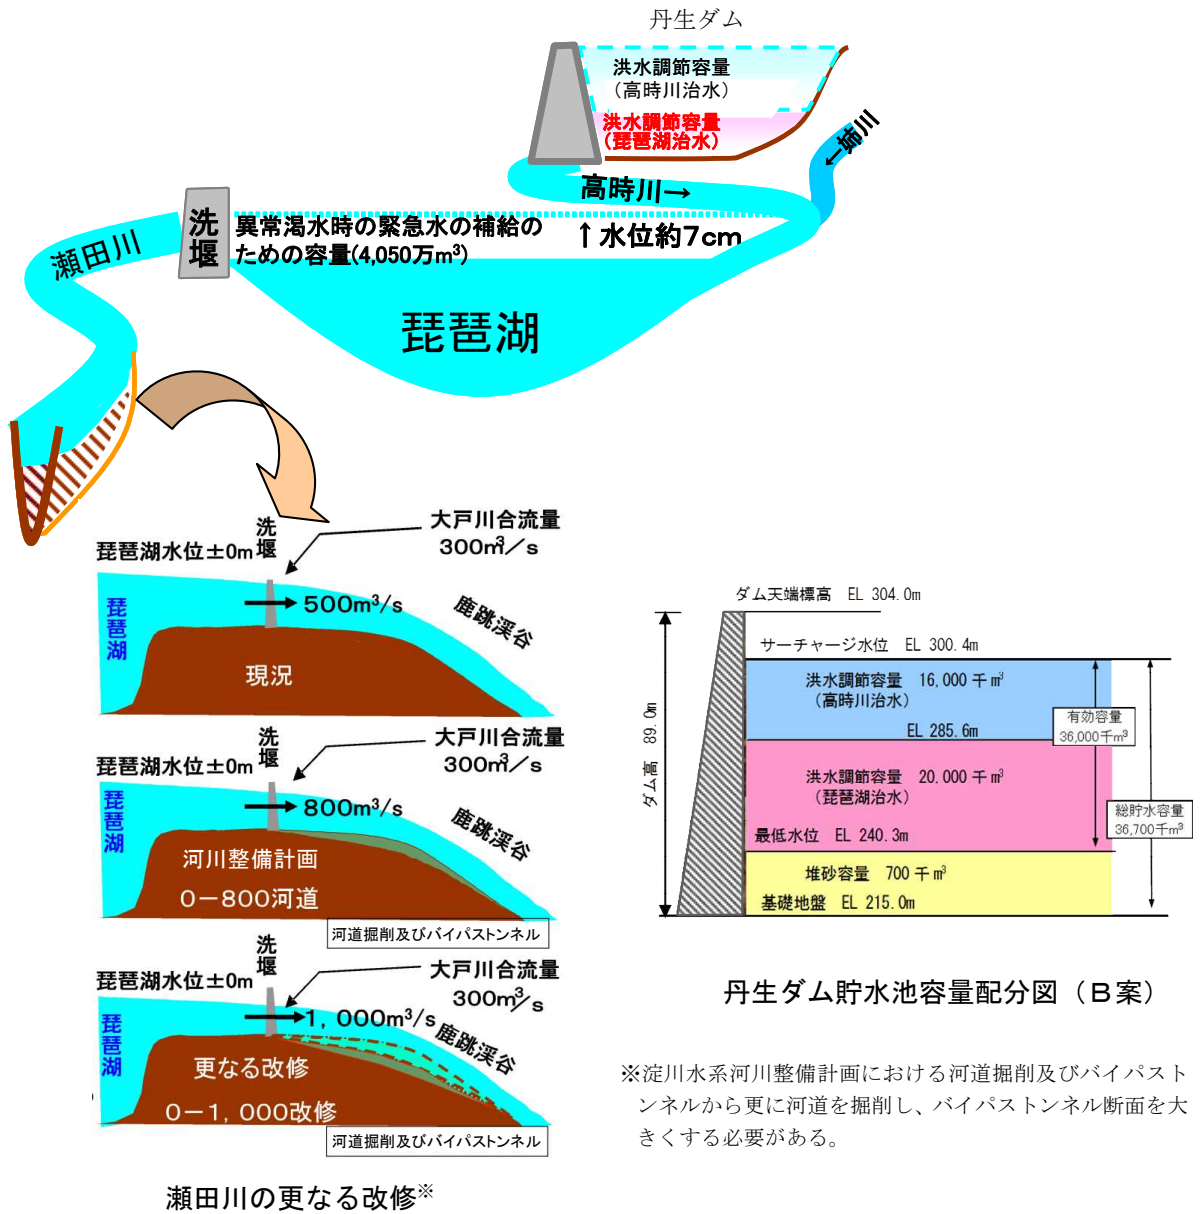 丹生ダム
洪水調節容量
（高時川治水）
洪水調節容量
（琵琶湖治水）
←姉川
高時川→
洗堰
異常渇水時の緊急水の補給の
ための容量(4,050万m³)
↑水位約7cm
瀬田川
琵琶湖
洗堰
大戸川合流量
300m³／s
琵琶湖水位±0m
500m³/s
鹿跳渓谷
琵琶湖
現況
洗堰
大戸川合流量
300m³／s
琵琶湖水位±0m
800m³/s
鹿跳渓谷
琵琶湖
河川整備計画
0－800河道
河道掘削及びバイパストンネル
洗堰
大戸川合流量
300m³／s
琵琶湖水位±0m
1，000m³/s
鹿跳渓谷
琵琶湖
更なる改修
0－1，000改修
河道掘削及びバイパストンネル
瀬田川の更なる改修※
ダム天端標高 EL 304.0m
サーチャージ水位 EL 300.4m
洪水調節容量 16,000千㎥
（高時川治水）
有効容量
36,000千m³
EL 285.6m
ダム高 89.0m
洪水調節容量 20.000千㎥
（琵琶湖治水）
総貯水容量
36,700千m³
最低水位 EL 240.3m
堆砂容量 700千㎥
基礎地盤 EL 215.0m
丹生ダム貯水池容量配分図（Ｂ案）
※淀川水系河川整備計画における河道掘削及びバイパスト
ンネルから更に河道を掘削し、バイパストンネル断面を大
きくする必要がある。